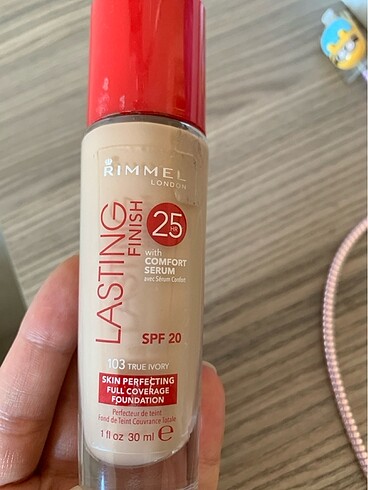 RIMMEL
LONDON
LASTING
FINISH
25
HR
with
COMFORT
SERUM
avec Sérum Confort
SPF 20
103 TRUE IVORY
SKIN PERFECTING
FULL COVERAGE
FOUNDATION
Perfecteur de teint
Fond de Teint Couvrance Totale
1 fl oz 30 ml e